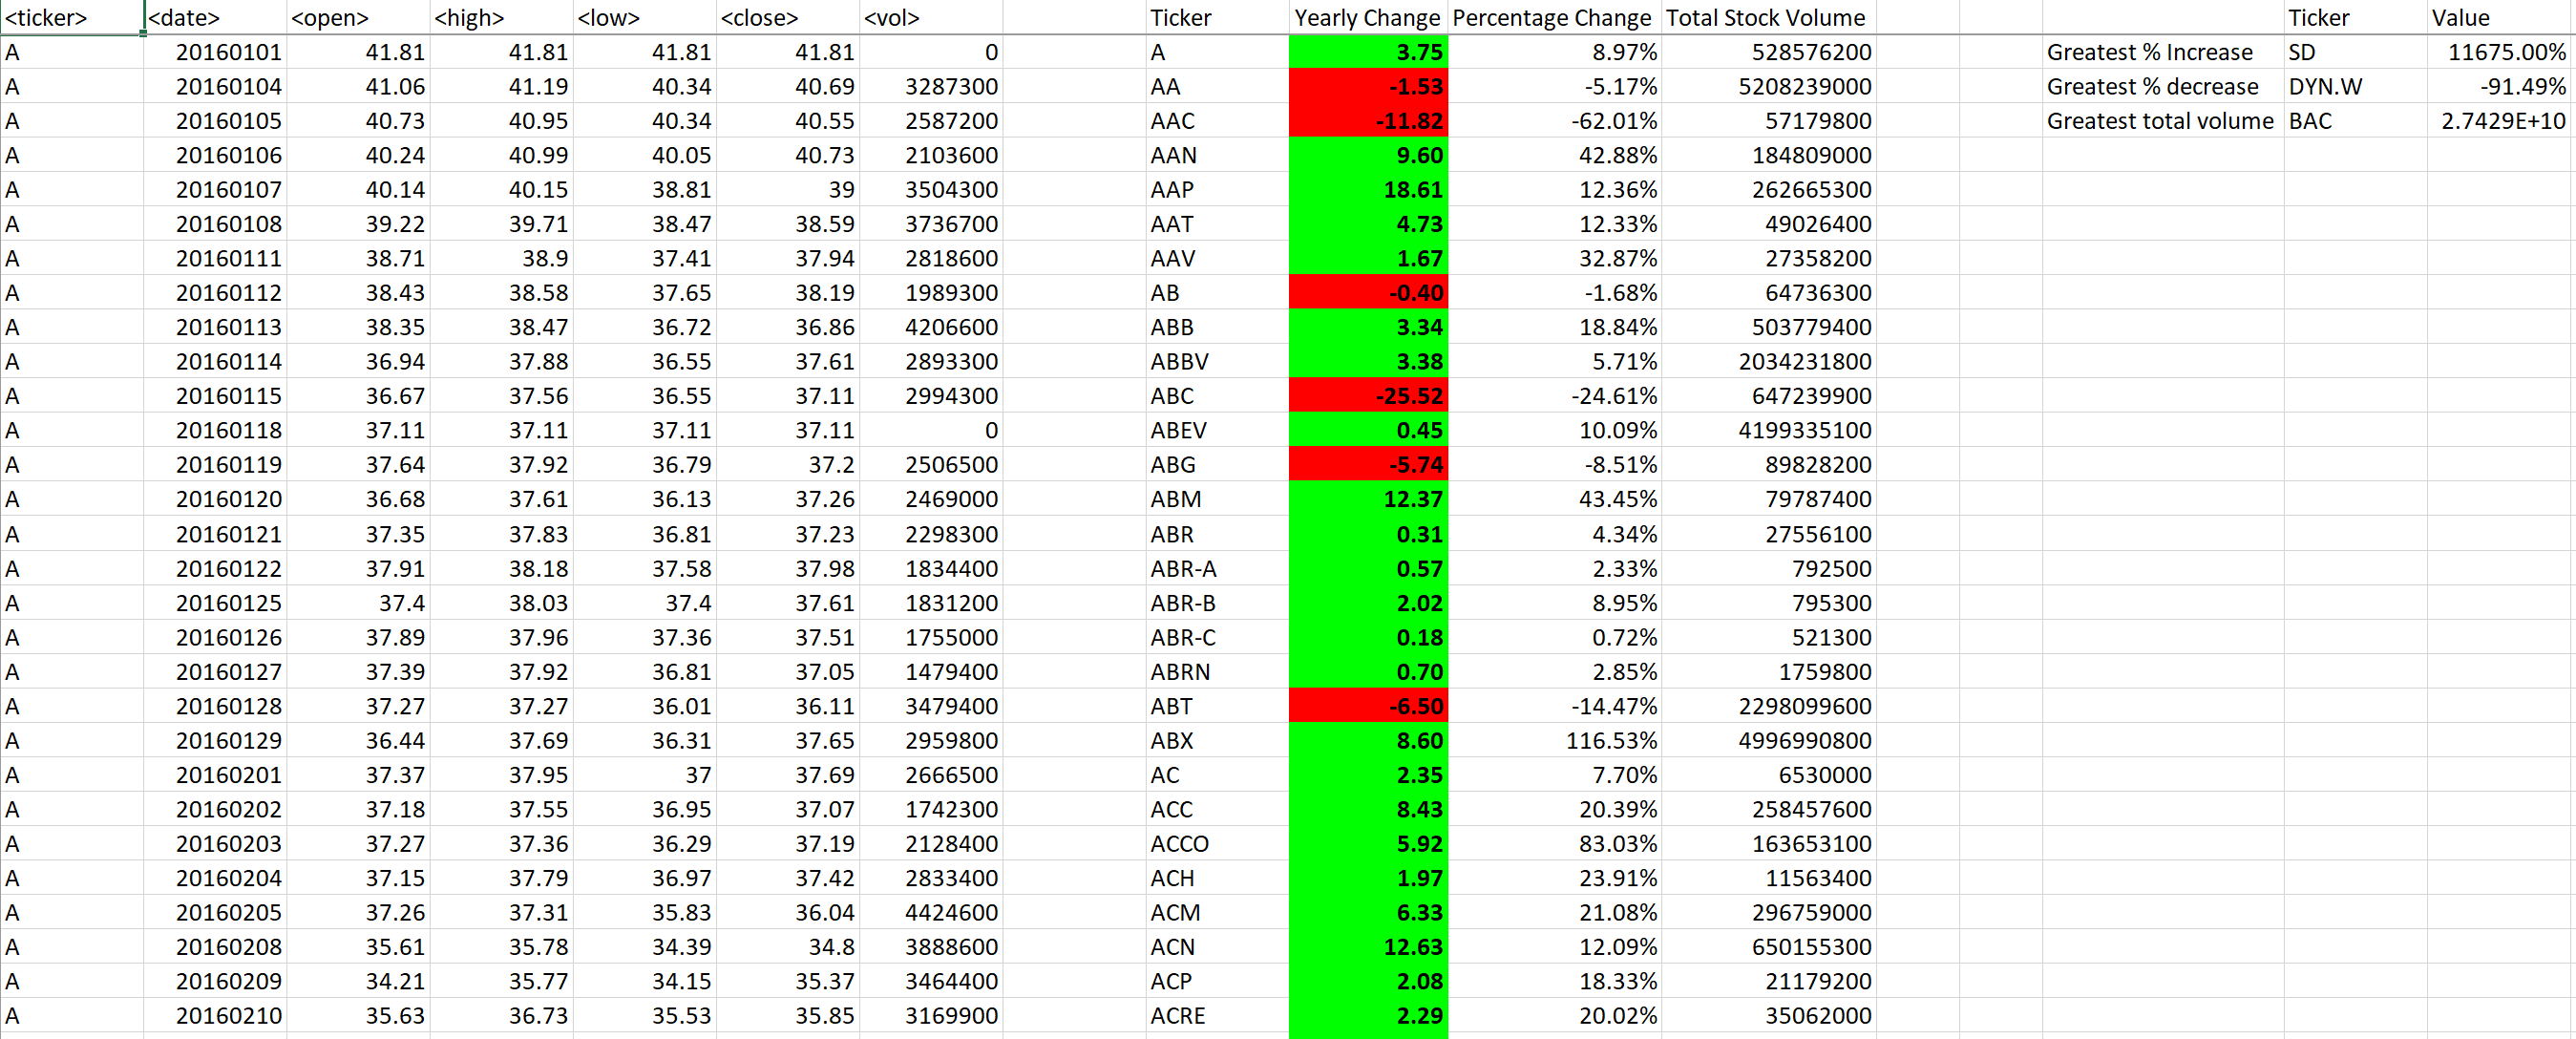 <ticker> <date> <open> <high> <low> <close> <vol> Ticker Yearly Change Percentage Change Total Stock Volume Ticker Value
A 20160101 41.81 41.81 41.81 41.81 0 A 3.75 8.97% 528576200 Greatest % Increase SD 11675.00%
A 20160104 41.06 41.19 40.34 40.69 3287300 AA -1.53 -5.17% 5208239000 Greatest % decrease DYN.W -91.49%
A 20160105 40.73 40.95 40.34 40.55 2587200 AAC -11.82 -62.01% 57179800 Greatest total volume BAC 2.7429E+10
A 20160106 40.24 40.99 40.05 40.73 2103600 AAN 9.60 42.88% 184809000
A 20160107 40.14 40.15 38.81 39 3504300 AAP 18.61 12.36% 262665300
A 20160108 39.22 39.71 38.47 38.59 3736700 AAT 4.73 12.33% 49026400
A 20160111 38.71 38.9 37.41 37.94 2818600 AAV 1.67 32.87% 27358200
A 20160112 38.43 38.58 37.65 38.19 1989300 AB -0.40 -1.68% 64736300
A 20160113 38.35 38.47 36.72 36.86 4206600 ABB 3.34 18.84% 503779400
A 20160114 36.94 37.88 36.55 37.61 2893300 ABBV 3.38 5.71% 2034231800
A 20160115 36.67 37.56 36.55 37.11 2994300 ABC -25.52 -24.61% 647239900
A 20160118 37.11 37.11 37.11 37.11 0 ABEV 0.45 10.09% 4199335100
A 20160119 37.64 37.92 36.79 37.2 2506500 ABG -5.74 -8.51% 89828200
A 20160120 36.68 37.61 36.13 37.26 2469000 ABM 12.37 43.45% 79787400
A 20160121 37.35 37.83 36.81 37.23 2298300 ABR 0.31 4.34% 27556100
A 20160122 37.91 38.18 37.58 37.98 1834400 ABR-A 0.57 2.33% 792500
A 20160125 37.4 38.03 37.4 37.61 1831200 ABR-B 2.02 8.95% 795300
A 20160126 37.89 37.96 37.36 37.51 1755000 ABR-C 0.18 0.72% 521300
A 20160127 37.39 37.92 36.81 37.05 1479400 ABRN 0.70 2.85% 1759800
A 20160128 37.27 37.27 36.01 36.11 3479400 ABT -6.50 -14.47% 2298099600
A 20160129 36.44 37.69 36.31 37.65 2959800 ABX 8.60 116.53% 4996990800
A 20160201 37.37 37.95 37 37.69 2666500 AC 2.35 7.70% 6530000
A 20160202 37.18 37.55 36.95 37.07 1742300 ACC 8.43 20.39% 258457600
A 20160203 37.27 37.36 36.29 37.19 2128400 ACCO 5.92 83.03% 163653100
A 20160204 37.15 37.79 36.97 37.42 2833400 ACH 1.97 23.91% 11563400
A 20160205 37.26 37.31 35.83 36.04 4424600 ACM 6.33 21.08% 296759000
A 20160208 35.61 35.78 34.39 34.8 3888600 ACN 12.63 12.09% 650155300
A 20160209 34.21 35.77 34.15 35.37 3464400 ACP 2.08 18.33% 21179200
A 20160210 35.63 36.73 35.53 35.85 3169900 ACRE 2.29 20.02% 35062000